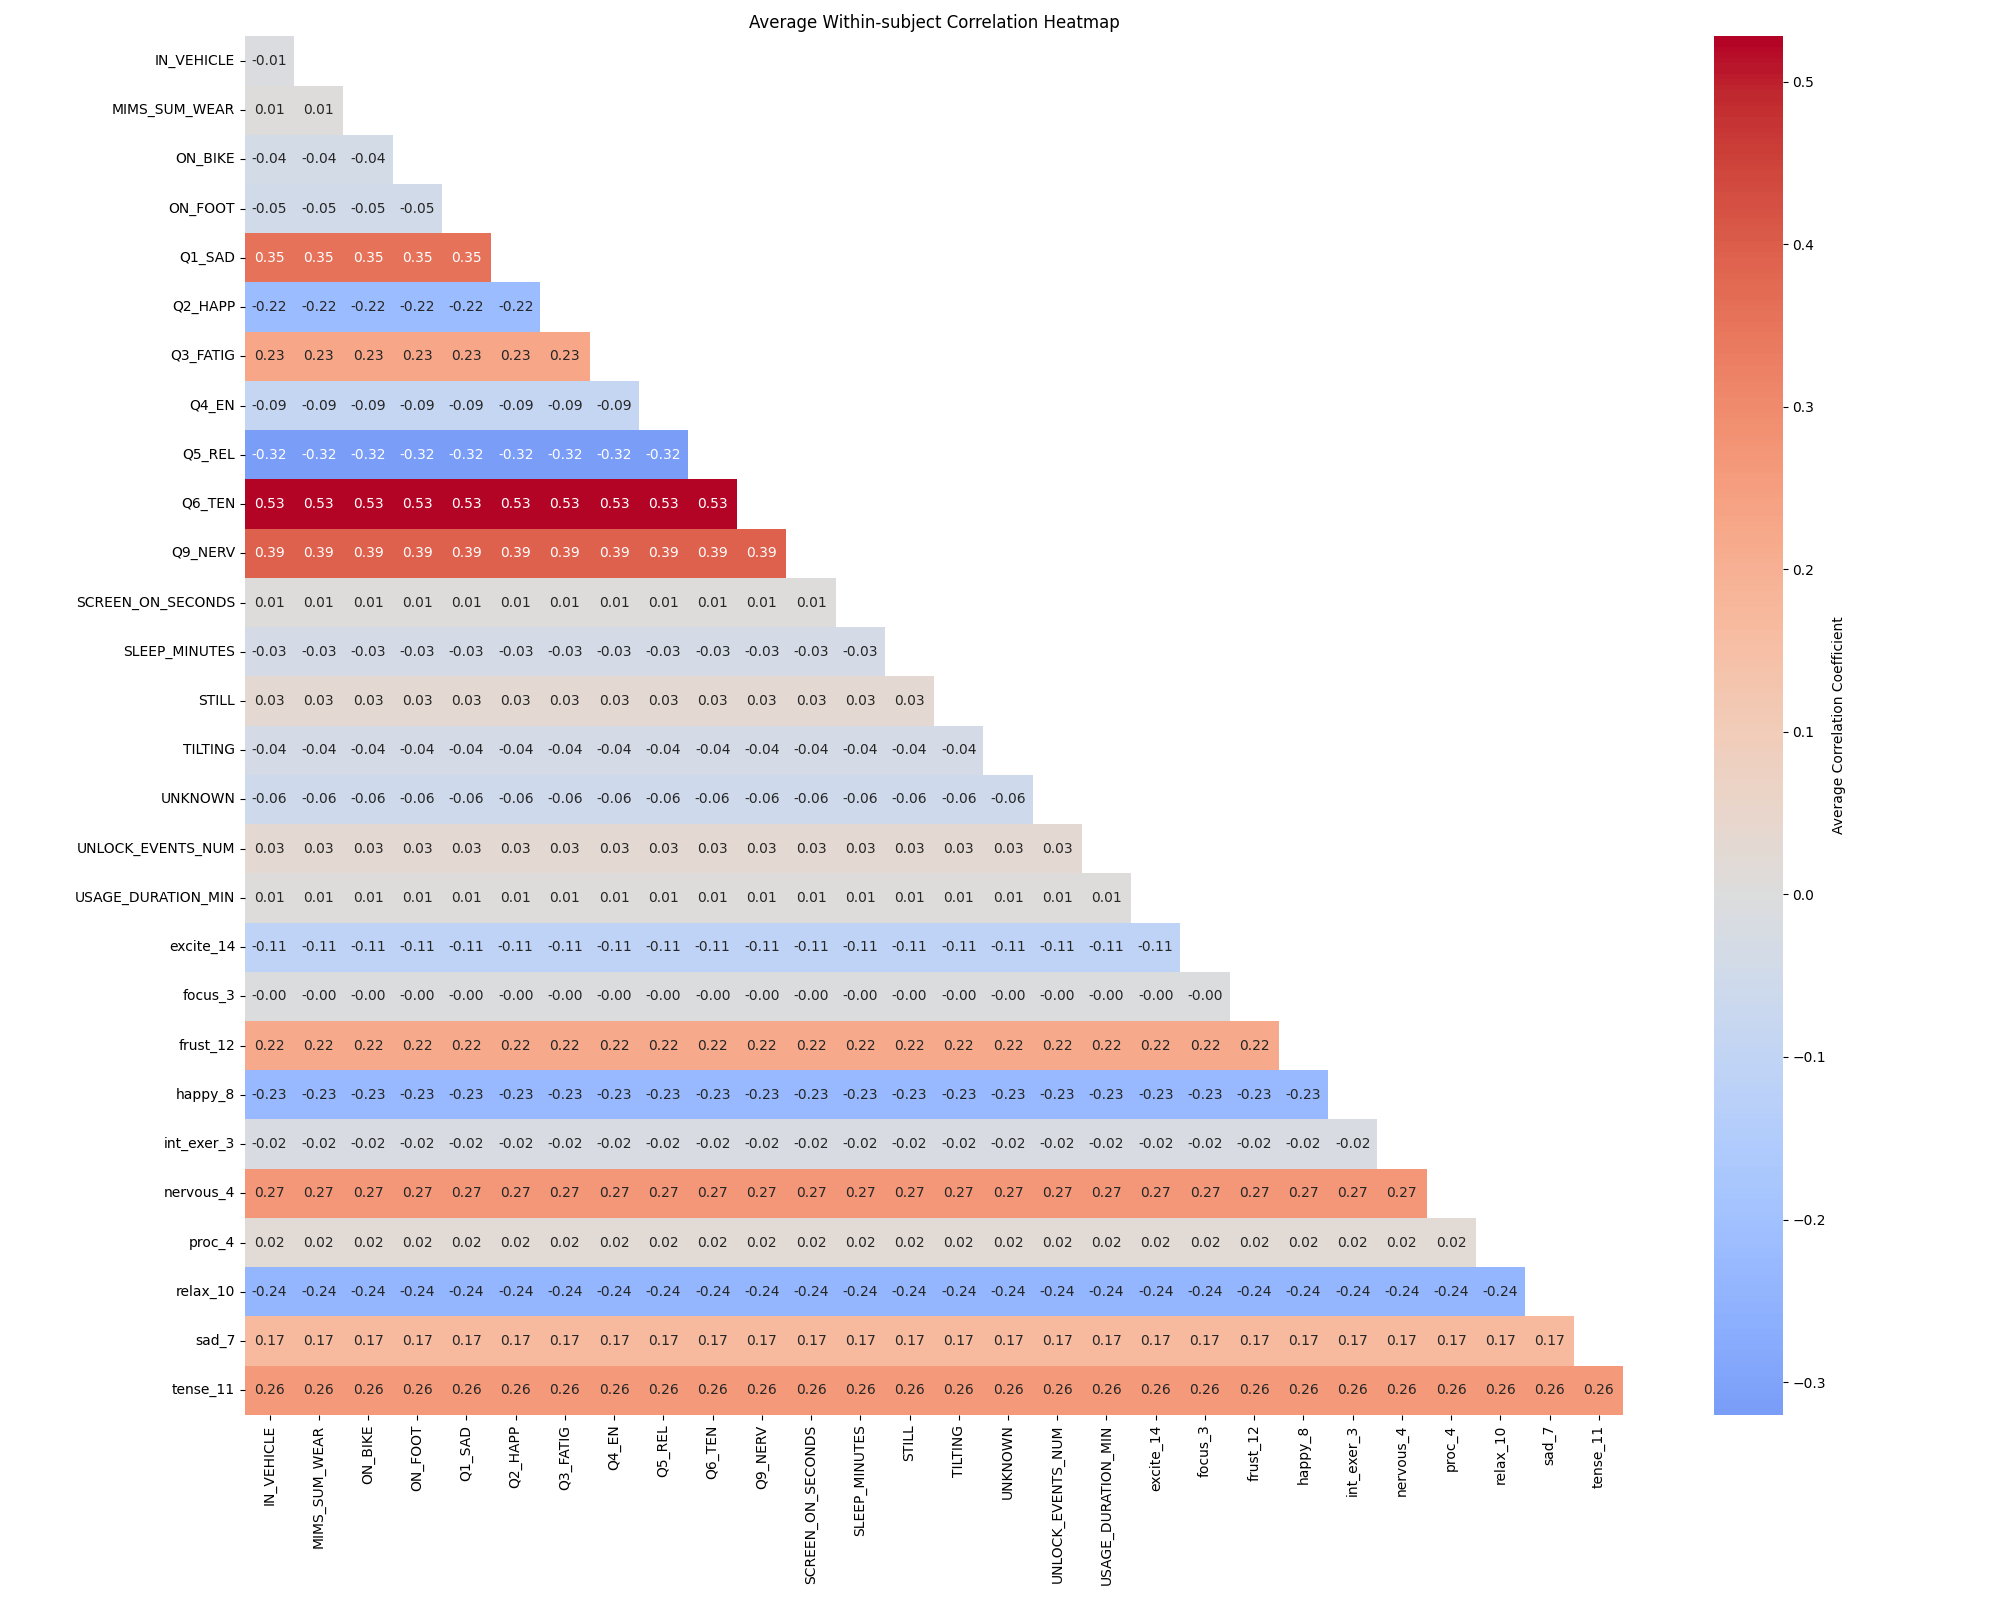 Average Within-subject Correlation Heatmap
IN_VEHICLE -0.01
MIMS_SUM_WEAR 0.01 0.01
ON_BIKE -0.04 -0.04 -0.04
ON_FOOT -0.05 -0.05 -0.05 -0.05
Q1_SAD 0.35 0.35 0.35 0.35 0.35
Q2_HAPP -0.22 -0.22 -0.22 -0.22 -0.22 -0.22
Q3_FATIG 0.23 0.23 0.23 0.23 0.23 0.23 0.23
Q4_EN -0.09 -0.09 -0.09 -0.09 -0.09 -0.09 -0.09 -0.09
Q5_REL -0.32 -0.32 -0.32 -0.32 -0.32 -0.32 -0.32 -0.32 -0.32
Q6_TEN 0.53 0.53 0.53 0.53 0.53 0.53 0.53 0.53 0.53 0.53
Q9_NERV 0.39 0.39 0.39 0.39 0.39 0.39 0.39 0.39 0.39 0.39 0.39
SCREEN_ON_SECONDS 0.01 0.01 0.01 0.01 0.01 0.01 0.01 0.01 0.01 0.01 0.01 0.01
SLEEP_MINUTES -0.03 -0.03 -0.03 -0.03 -0.03 -0.03 -0.03 -0.03 -0.03 -0.03 -0.03 -0.03 -0.03
STILL 0.03 0.03 0.03 0.03 0.03 0.03 0.03 0.03 0.03 0.03 0.03 0.03 0.03 0.03
TILTING -0.04 -0.04 -0.04 -0.04 -0.04 -0.04 -0.04 -0.04 -0.04 -0.04 -0.04 -0.04 -0.04 -0.04 -0.04
UNKNOWN -0.06 -0.06 -0.06 -0.06 -0.06 -0.06 -0.06 -0.06 -0.06 -0.06 -0.06 -0.06 -0.06 -0.06 -0.06 -0.06
UNLOCK_EVENTS_NUM 0.03 0.03 0.03 0.03 0.03 0.03 0.03 0.03 0.03 0.03 0.03 0.03 0.03 0.03 0.03 0.03 0.03
USAGE_DURATION_MIN 0.01 0.01 0.01 0.01 0.01 0.01 0.01 0.01 0.01 0.01 0.01 0.01 0.01 0.01 0.01 0.01 0.01 0.01
excite_14 -0.11 -0.11 -0.11 -0.11 -0.11 -0.11 -0.11 -0.11 -0.11 -0.11 -0.11 -0.11 -0.11 -0.11 -0.11 -0.11 -0.11 -0.11 -0.11
focus_3 -0.00 -0.00 -0.00 -0.00 -0.00 -0.00 -0.00 -0.00 -0.00 -0.00 -0.00 -0.00 -0.00 -0.00 -0.00 -0.00 -0.00 -0.00 -0.00 -0.00
frust_12 0.22 0.22 0.22 0.22 0.22 0.22 0.22 0.22 0.22 0.22 0.22 0.22 0.22 0.22 0.22 0.22 0.22 0.22 0.22 0.22 0.22
happy_8 -0.23 -0.23 -0.23 -0.23 -0.23 -0.23 -0.23 -0.23 -0.23 -0.23 -0.23 -0.23 -0.23 -0.23 -0.23 -0.23 -0.23 -0.23 -0.23 -0.23 -0.23 -0.23
int_exer_3 -0.02 -0.02 -0.02 -0.02 -0.02 -0.02 -0.02 -0.02 -0.02 -0.02 -0.02 -0.02 -0.02 -0.02 -0.02 -0.02 -0.02 -0.02 -0.02 -0.02 -0.02 -0.02 -0.02
nervous_4 0.27 0.27 0.27 0.27 0.27 0.27 0.27 0.27 0.27 0.27 0.27 0.27 0.27 0.27 0.27 0.27 0.27 0.27 0.27 0.27 0.27 0.27 0.27 0.27
proc_4 0.02 0.02 0.02 0.02 0.02 0.02 0.02 0.02 0.02 0.02 0.02 0.02 0.02 0.02 0.02 0.02 0.02 0.02 0.02 0.02 0.02 0.02 0.02 0.02 0.02
relax_10 -0.24 -0.24 -0.24 -0.24 -0.24 -0.24 -0.24 -0.24 -0.24 -0.24 -0.24 -0.24 -0.24 -0.24 -0.24 -0.24 -0.24 -0.24 -0.24 -0.24 -0.24 -0.24 -0.24 -0.24 -0.24 -0.24
sad_7 0.17 0.17 0.17 0.17 0.17 0.17 0.17 0.17 0.17 0.17 0.17 0.17 0.17 0.17 0.17 0.17 0.17 0.17 0.17 0.17 0.17 0.17 0.17 0.17 0.17 0.17 0.17
tense_11 0.26 0.26 0.26 0.26 0.26 0.26 0.26 0.26 0.26 0.26 0.26 0.26 0.26 0.26 0.26 0.26 0.26 0.26 0.26 0.26 0.26 0.26 0.26 0.26 0.26 0.26 0.26 0.26
IN_VEHICLE
MIMS_SUM_WEAR
ON_BIKE
ON_FOOT
Q1_SAD
Q2_HAPP
Q3_FATIG
Q4_EN
Q5_REL
Q6_TEN
Q9_NERV
SCREEN_ON_SECONDS
SLEEP_MINUTES
STILL
TILTING
UNKNOWN
UNLOCK_EVENTS_NUM
USAGE_DURATION_MIN
excite_14
focus_3
frust_12
happy_8
int_exer_3
nervous_4
proc_4
relax_10
sad_7
tense_11
0.5
0.4
0.3
0.2
0.1
0.0
−0.1
−0.2
−0.3
Average Correlation Coefficient